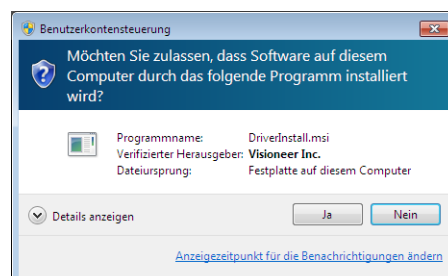 Benutzerkontensteuerung
Möchten Sie zulassen, dass Software auf diesem
Computer durch das folgende Programm installiert
wird?
Programmname: DriverInstall.msi
Verifizierter Herausgeber: Visioneer Inc.
Dateiursprung: Festplatte auf diesem Computer
Details anzeigen Ja Nein
Anzeigezeitpunkt für die Benachrichtigungen ändern